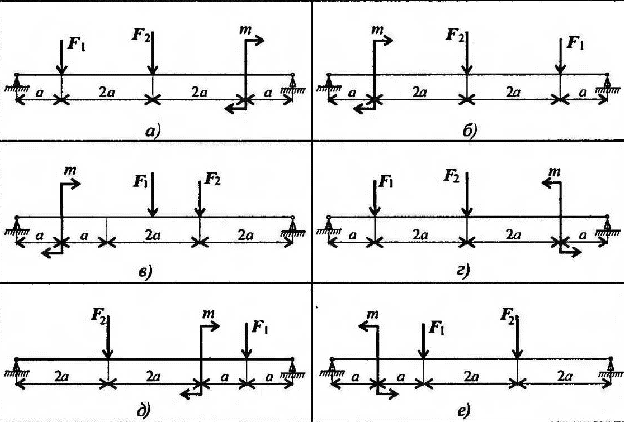 F₁ F₂ m
a 2a 2a a
а)
m F₂ F₁
a 2a 2a a
б)
m F₁ F₂
a a 2a 2a
в)
F₁ F₂ m
a 2a 2a a
г)
F₂ m F₁
2a 2a a a
д)
m F₁ F₂
a a 2a 2a
е)